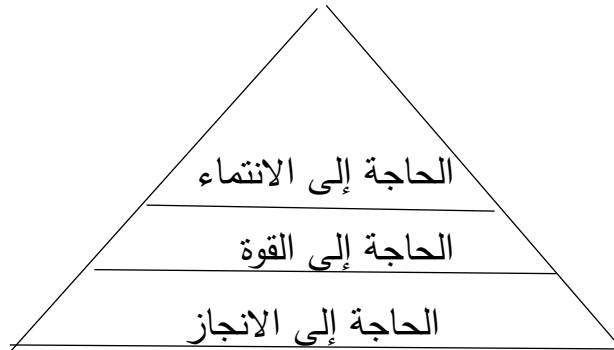 الحاجة إلى الانتماء
الحاجة إلى القوة
الحاجة إلى الانجاز